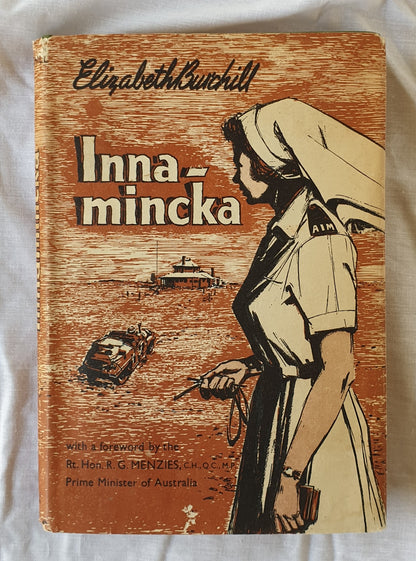 Elizabeth Burchill
Inna-
mincka
AIM
with a foreword by the
Rt. Hon. R. G. MENZIES, C.H., Q.C., M.P.
Prime Minister of Australia